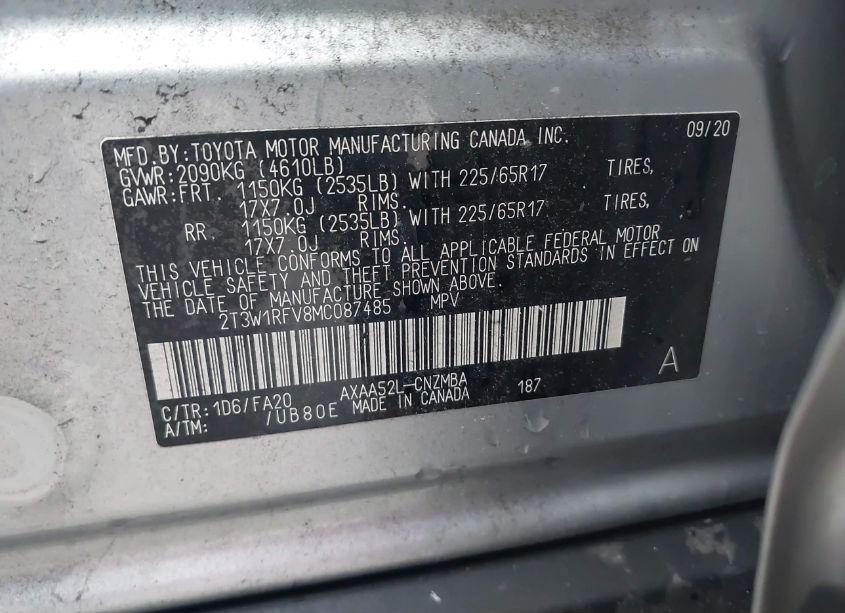 MFD.BY:TOYOTA MOTOR MANUFACTURING CANADA, INC. 09/20
GVWR:2090KG (4610LB)
GAWR:FRT. 1150KG (2535LB) WITH 225/65R17 TIRES,
17X7.0J RIMS.
RR. 1150KG (2535LB) WITH 225/65R17 TIRES,
17X7.0J RIMS.
THIS VEHICLE CONFORMS TO ALL APPLICABLE FEDERAL MOTOR
VEHICLE SAFETY AND THEFT PREVENTION STANDARDS IN EFFECT ON
THE DATE OF MANUFACTURE SHOWN ABOVE.
2T3W1RFV8MC087485 MPV
C/TR:1D6/FA20 AXAA52L-CNZMBA 187 A
A/TM: /UB80E MADE IN CANADA